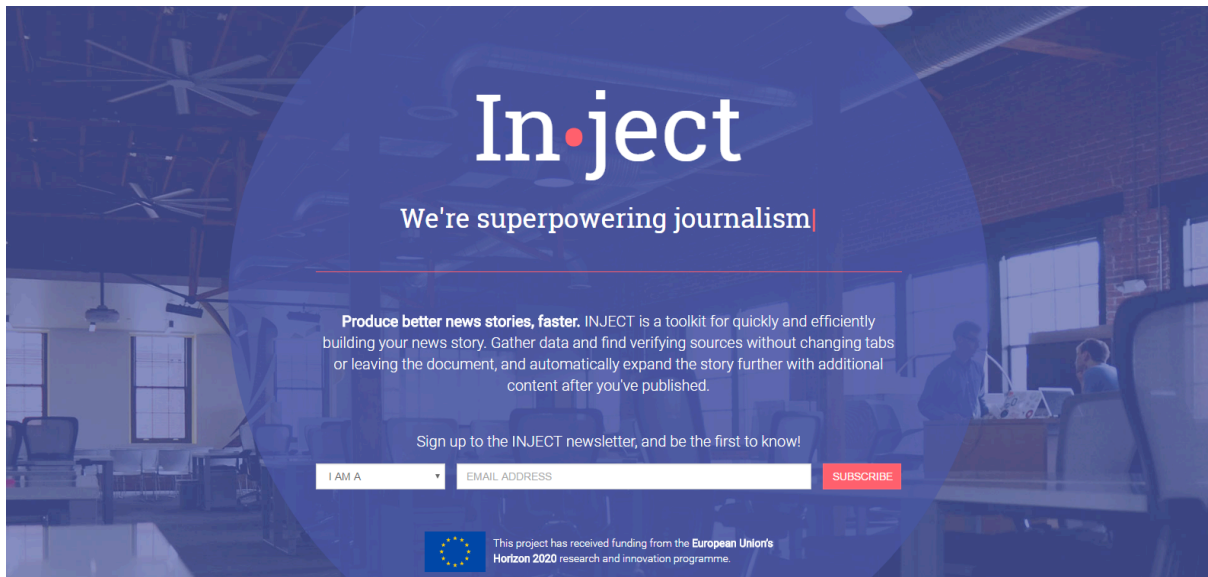 In•ject
We're superpowering journalism
Produce better news stories, faster. INJECT is a toolkit for quickly and efficiently
building your news story. Gather data and find verifying sources without changing tabs
or leaving the document, and automatically expand the story further with additional
content after you've published.
Sign up to the INJECT newsletter, and be the first to know!
I AM A EMAIL ADDRESS SUBSCRIBE
This project has received funding from the European Union's
Horizon 2020 research and innovation programme.